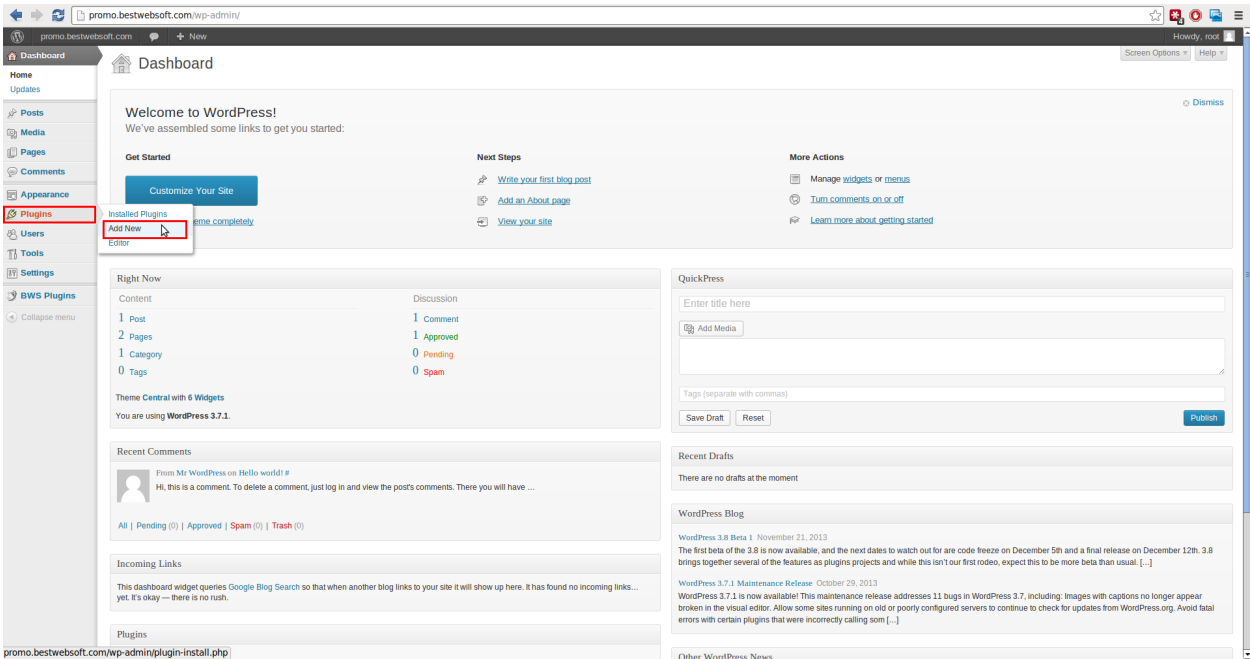 promo.bestwebsoft.com/wp-admin/
promo.bestwebsoft.com + New Howdy, root
Dashboard
Home
Updates
Posts
Media
Pages
Comments
Appearance
Plugins
Users
Tools
Settings
BWS Plugins
Collapse menu
Installed Plugins
Add New
Editor
Dashboard
Screen Options Help
Welcome to WordPress!
Dismiss
We've assembled some links to get you started:
Get Started
Customize Your Site
eme completely
Next Steps
Write your first blog post
Add an About page
View your site
More Actions
Manage widgets or menus
Turn comments on or off
Learn more about getting started
Right Now
Content Discussion
1 Post 1 Comment
2 Pages 1 Approved
1 Category 0 Pending
0 Tags 0 Spam
Theme Central with 6 Widgets
You are using WordPress 3.7.1.
Recent Comments
From Mr WordPress on Hello world! #
Hi, this is a comment. To delete a comment, just log in and view the post's comments. There you will have …
All | Pending (0) | Approved | Spam (0) | Trash (0)
Incoming Links
This dashboard widget queries Google Blog Search so that when another blog links to your site it will show up here. It has found no incoming links…
yet. It's okay — there is no rush.
Plugins
QuickPress
Enter title here
Add Media
Tags (separate with commas)
Save Draft Reset Publish
Recent Drafts
There are no drafts at the moment
WordPress Blog
WordPress 3.8 Beta 1 November 21, 2013
The first beta of the 3.8 is now available, and the next dates to watch out for are code freeze on December 5th and a final release on December 12th. 3.8
brings together several of the features as plugins projects and while this isn't our first rodeo, expect this to be more beta than usual. […]
WordPress 3.7.1 Maintenance Release October 29, 2013
WordPress 3.7.1 is now available! This maintenance release addresses 11 bugs in WordPress 3.7, including: Images with captions no longer appear
broken in the visual editor. Allow some sites running on old or poorly configured servers to continue to check for updates from WordPress.org. Avoid fatal
errors with certain plugins that were incorrectly calling som […]
Other WordPress News
promo.bestwebsoft.com/wp-admin/plugin-install.php